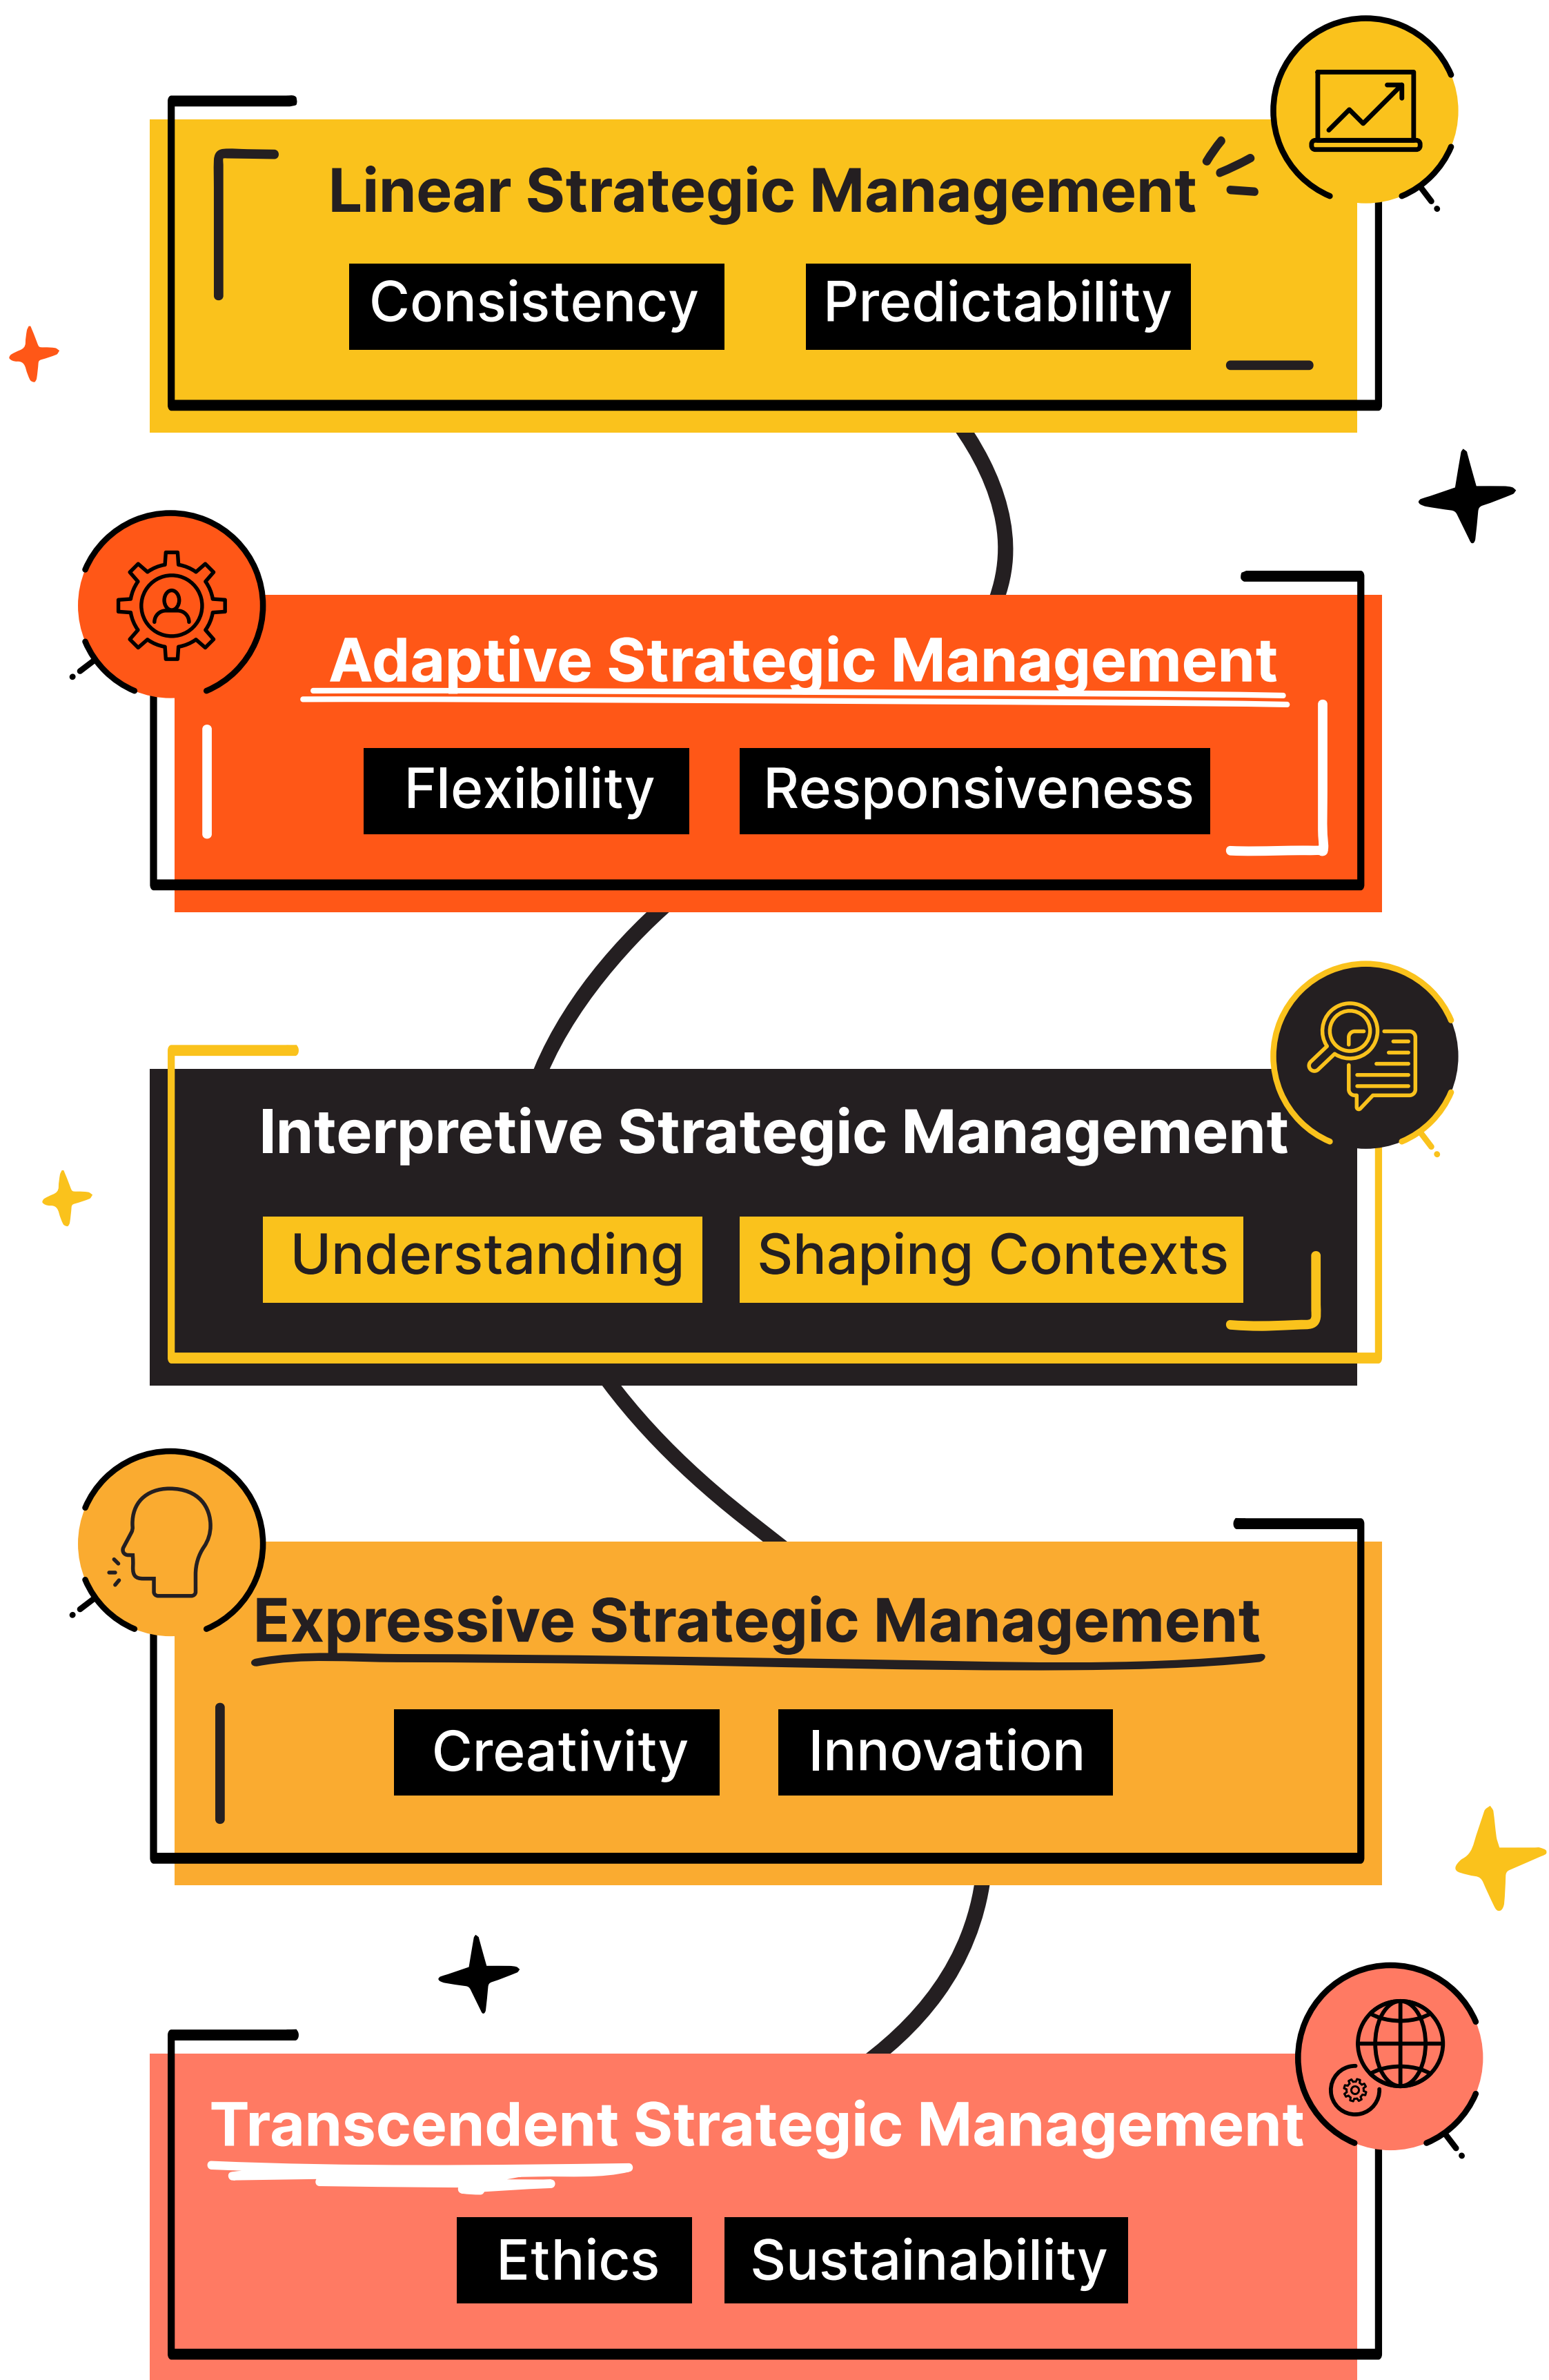 Linear Strategic Management
Consistency Predictability
Adaptive Strategic Management
Flexibility Responsiveness
Interpretive Strategic Management
Understanding Shaping Contexts
Expressive Strategic Management
Creativity Innovation
Transcendent Strategic Management
Ethics Sustainability